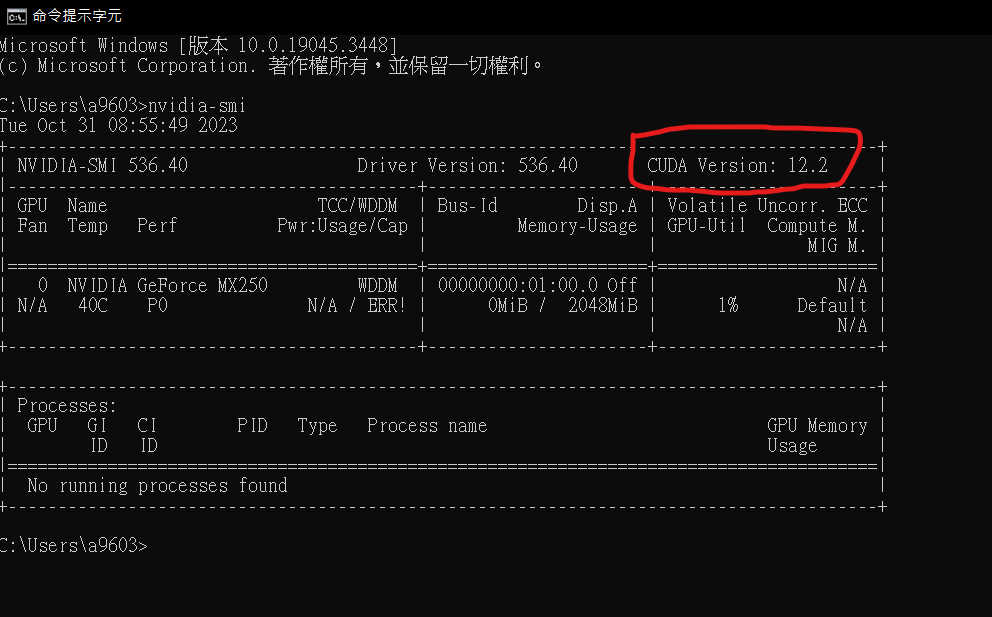 命令提示字元
Microsoft Windows [版本 10.0.19045.3448]
(c) Microsoft Corporation. 著作權所有，並保留一切權利。
C:\Users\a9603>nvidia-smi
Tue Oct 31 08:55:49 2023
+---------------------------------------------------------------------------------------+
| NVIDIA-SMI 536.40                 Driver Version: 536.40       CUDA Version: 12.2     |
|-----------------------------------------+----------------------+----------------------+
| GPU  Name                     TCC/WDDM  | Bus-Id        Disp.A | Volatile Uncorr. ECC |
| Fan  Temp   Perf          Pwr:Usage/Cap |         Memory-Usage | GPU-Util  Compute M. |
|                                         |                      |               MIG M. |
|=========================================+======================+======================|
|   0  NVIDIA GeForce MX250         WDDM  | 00000000:01:00.0 Off |                  N/A |
| N/A   40C    P0              N/A / ERR! |      0MiB /  2048MiB |      1%      Default |
|                                         |                      |                  N/A |
+-----------------------------------------+----------------------+----------------------+
+---------------------------------------------------------------------------------------+
| Processes:                                                                            |
|  GPU   GI   CI        PID   Type   Process name                            GPU Memory |
|        ID   ID                                                             Usage      |
|=======================================================================================|
|  No running processes found                                                           |
+---------------------------------------------------------------------------------------+
C:\Users\a9603>